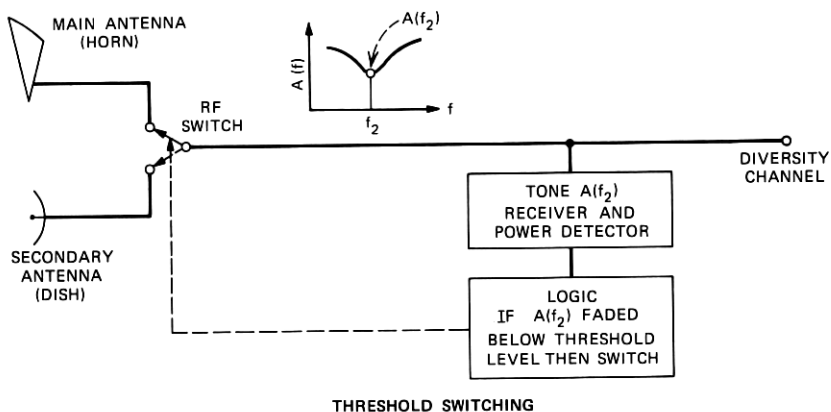 MAIN ANTENNA
(HORN)
A(f₂)
A(f)
f₂
f
RF
SWITCH
DIVERSITY
CHANNEL
TONE A(f₂)
RECEIVER AND
POWER DETECTOR
SECONDARY
ANTENNA
(DISH)
LOGIC
IF A(f₂) FADED
BELOW THRESHOLD
LEVEL THEN SWITCH
THRESHOLD SWITCHING